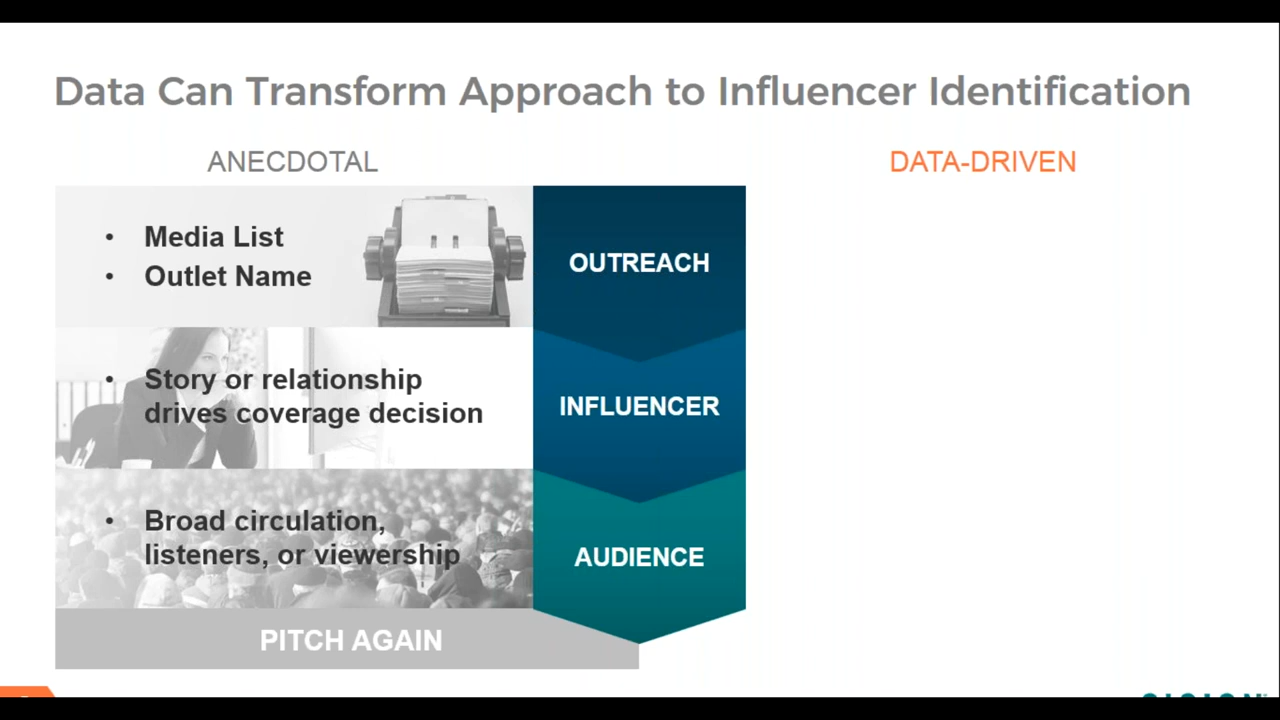 Data Can Transform Approach to Influencer Identification
ANECDOTAL
DATA-DRIVEN
• Media List
• Outlet Name
OUTREACH
• Story or relationship
drives coverage decision
INFLUENCER
• Broad circulation,
listeners, or viewership
AUDIENCE
PITCH AGAIN